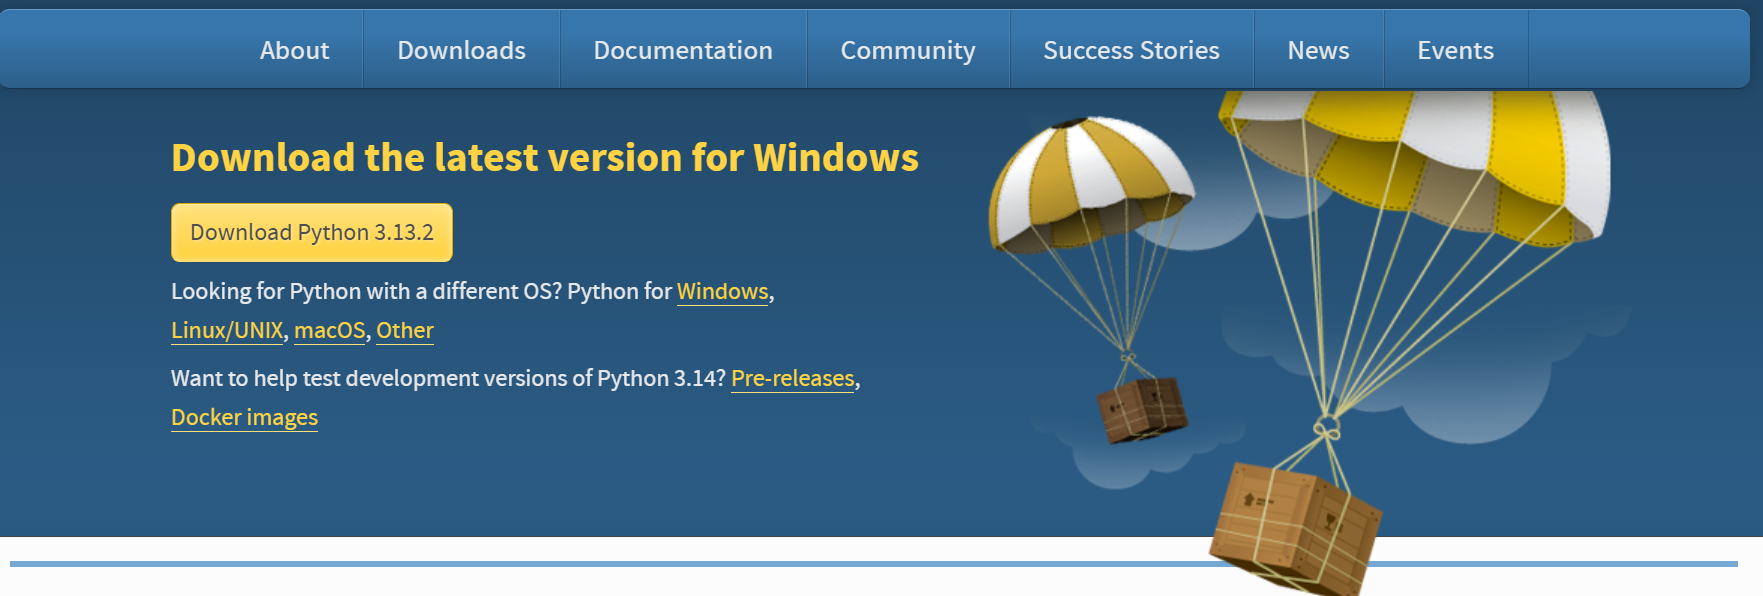 About Downloads Documentation Community Success Stories News Events
Download the latest version for Windows
Download Python 3.13.2
Looking for Python with a different OS? Python for Windows,
Linux/UNIX, macOS, Other
Want to help test development versions of Python 3.14? Pre-releases,
Docker images